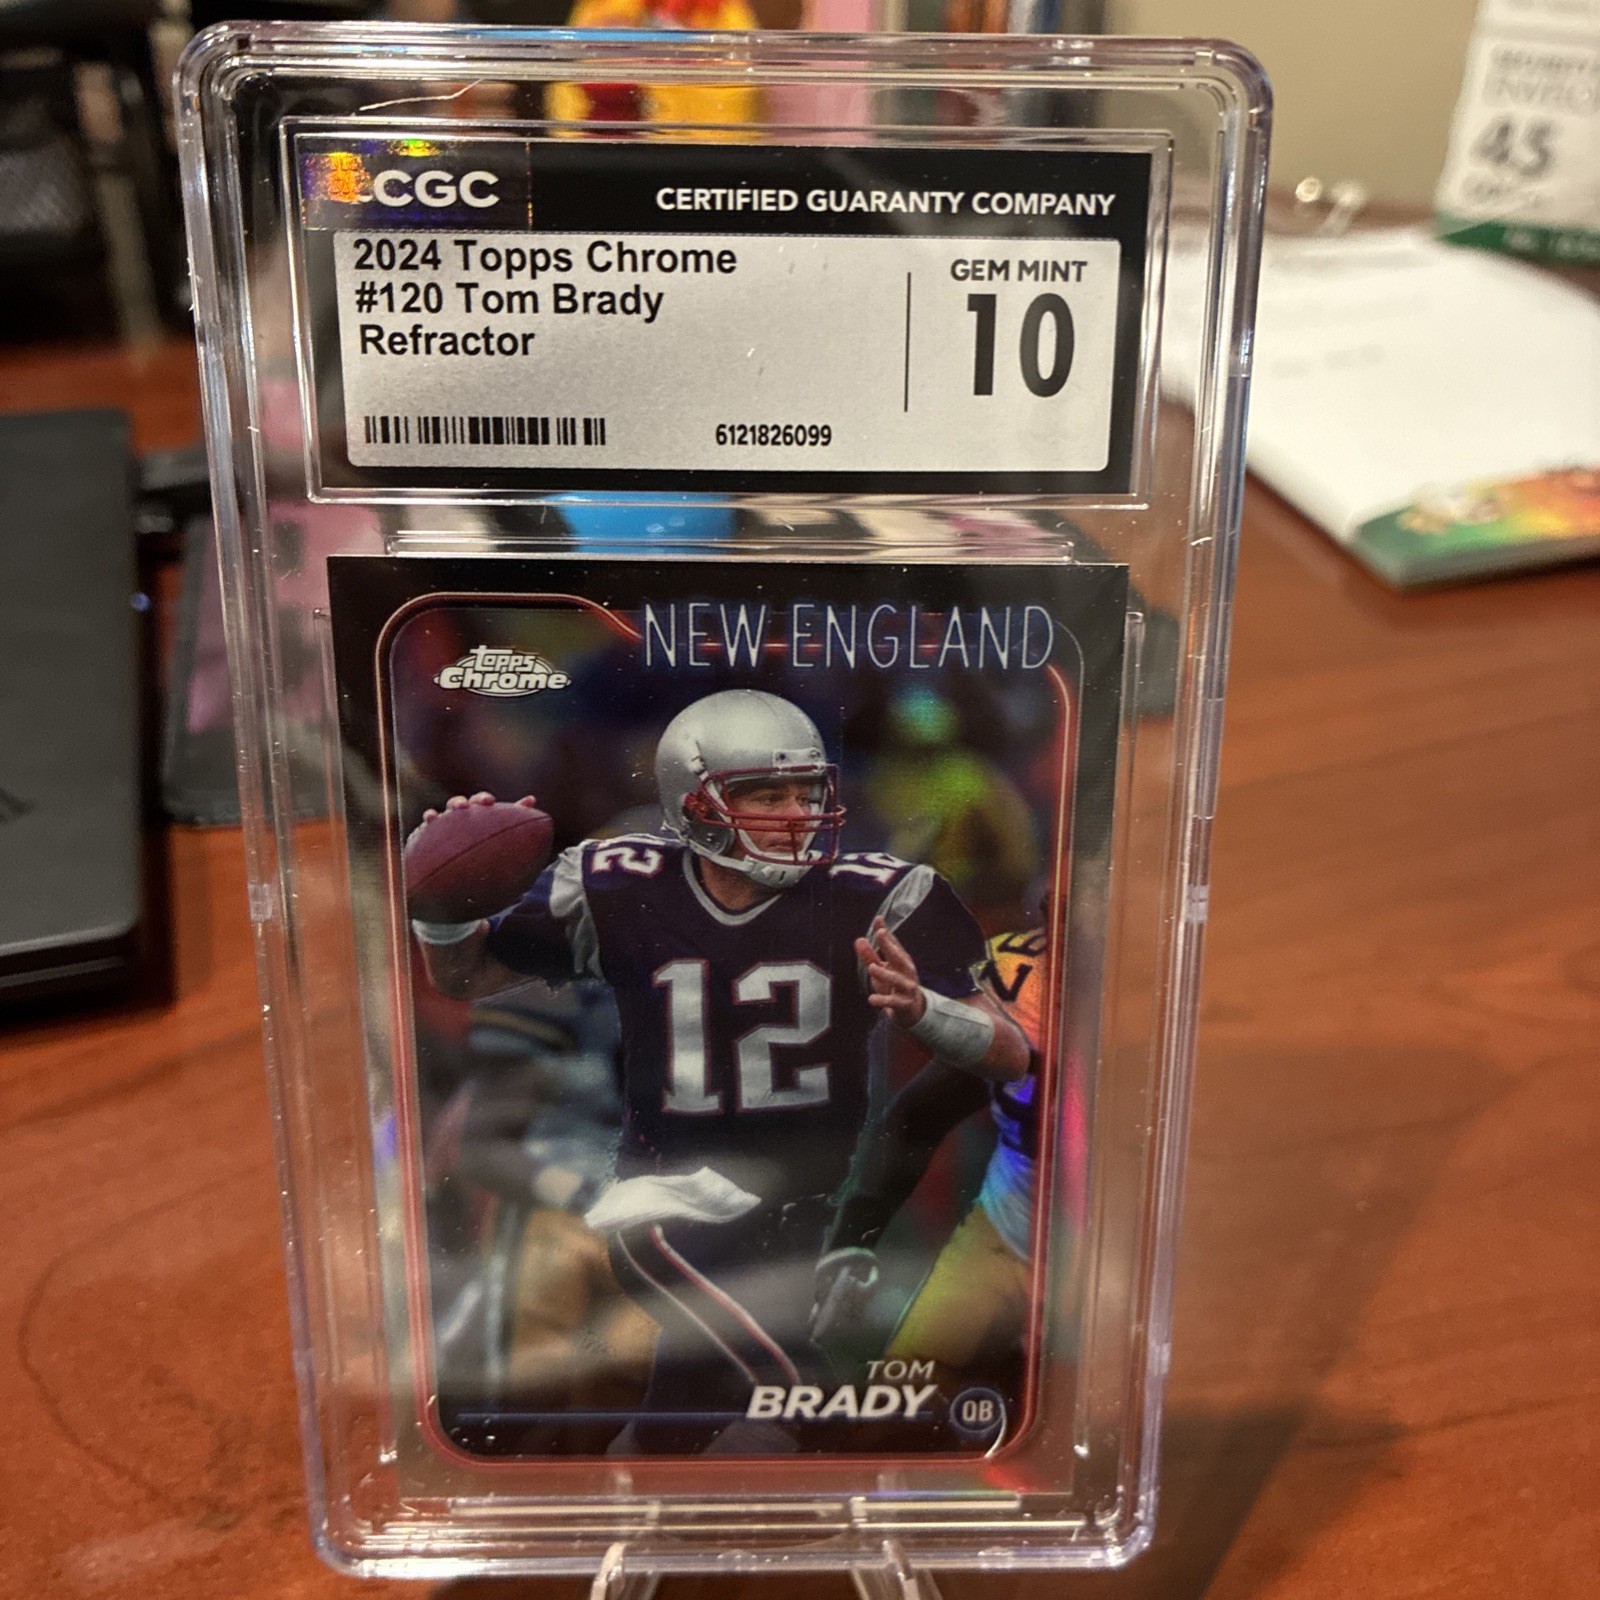 CGC
CERTIFIED GUARANTY COMPANY
2024 Topps Chrome
#120 Tom Brady
Refractor
GEM MINT
10
6121826099
NEW ENGLAND
topps
Chrome
12
12
12
TOM
BRADY
QB
45